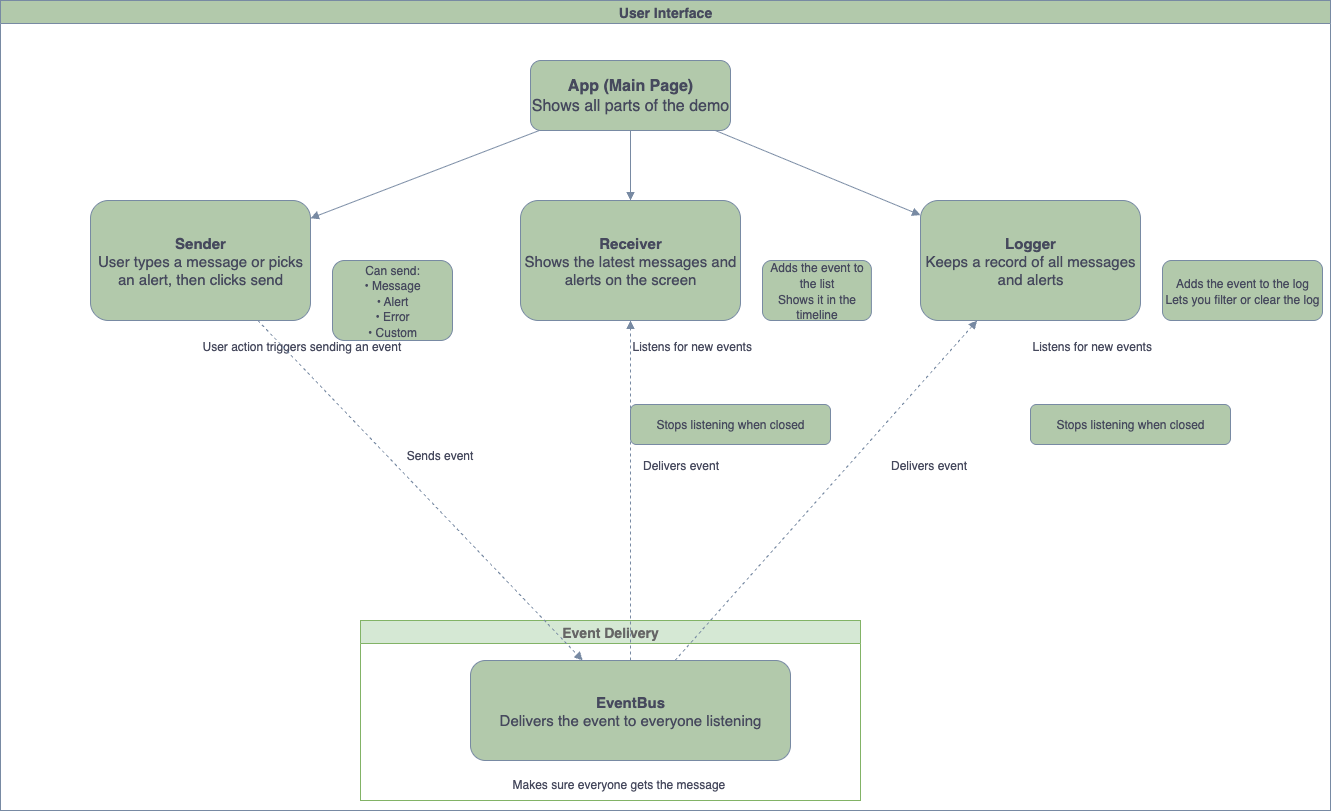 User Interface
App (Main Page)
Shows all parts of the demo
Sender
User types a message or picks
an alert, then clicks send
Can send:
• Message
• Alert
• Error
• Custom
User action triggers sending an event
Receiver
Shows the latest messages and
alerts on the screen
Adds the event to
the list
Shows it in the
timeline
Listens for new events
Logger
Keeps a record of all messages
and alerts
Adds the event to the log
Lets you filter or clear the log
Listens for new events
Stops listening when closed
Stops listening when closed
Sends event
Delivers event
Delivers event
Event Delivery
EventBus
Delivers the event to everyone listening
Makes sure everyone gets the message